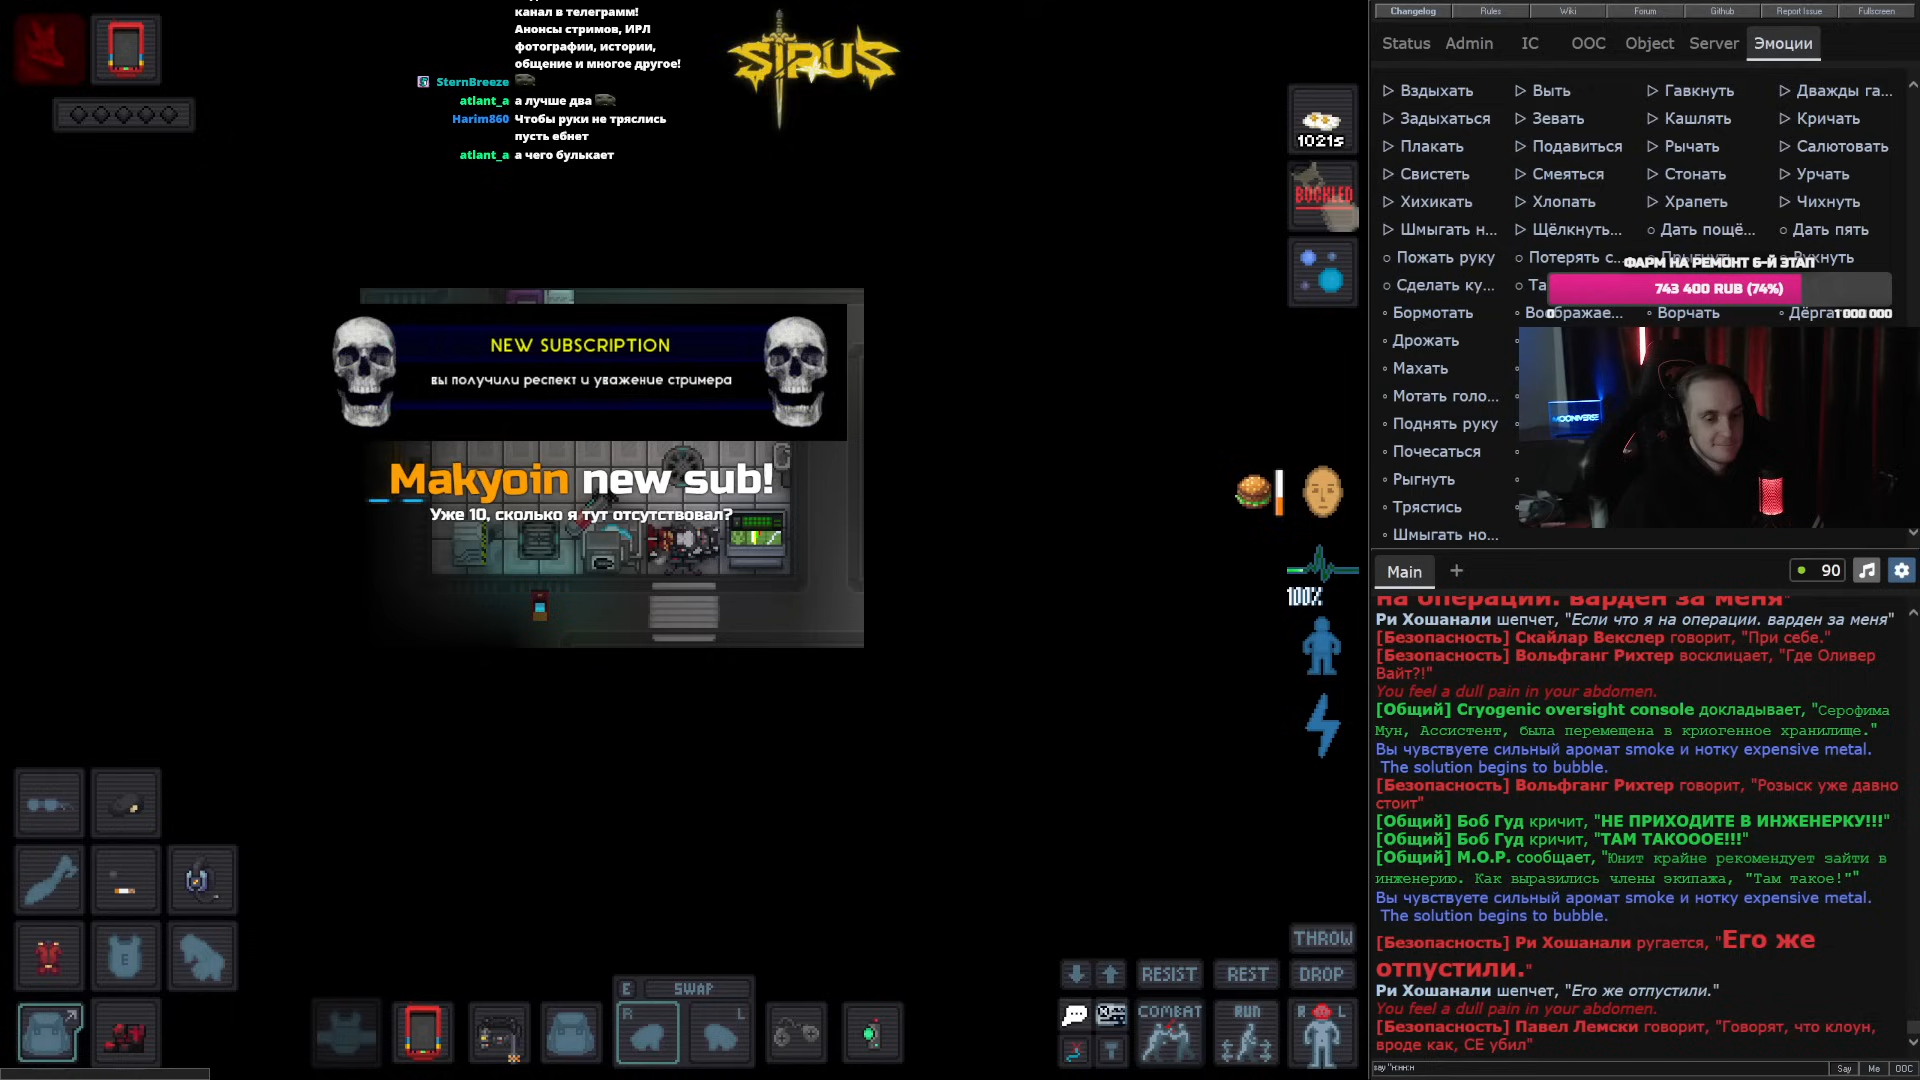 канал в телеграмм!
Анонсы стримов, ИРЛ
фотографии, истории,
общение и многое другое!
SternBreeze
atlant_a а лучше два
Harim860 Чтобы руки не тряслись
пусть ебнет
atlant_a а чего булькает
SIRUS
1021s
BUCKLED
NEW SUBSCRIPTION
вы получили респект и уважение стримера
Makyoin new sub!
Уже 10, сколько я тут отсутствовал?
100%
E SWAP
R L
E
THROW
RESIST REST DROP
COMBAT RUN R L
Changelog Rules Wiki Forum Github Report Issue Fullscreen
Status Admin IC OOC Object Server Эмоции
Вздыхать Выть Гавкнуть Дважды га...
Задыхаться Зевать Кашлять Кричать
Плакать Подавиться Рычать Салютовать
Свистеть Смеяться Стонать Урчать
Хихикать Хлопать Храпеть Чихнуть
Шмыгать н... Щёлкнуть... Дать пощё... Дать пять
Пожать руку Потерять с...
ФАРМ НА РЕМОНТ 6-Й ЭТАП
Сделать ку... Та
743 400 RUB (74%)
Бормотать Воображае... Ворчать Дёрга
0 1 000 000
Дрожать
Махать
MOONIVERSE
Мотать голо...
Поднять руку
Почесаться
Рыгнуть
Трястись
Шмыгать но...
Main + 90
на операции. варден за меня"
Ри Хошанали шепчет, "Если что я на операции. варден за меня"
[Безопасность] Скайлар Векслер говорит, "При себе."
[Безопасность] Вольфганг Рихтер восклицает, "Где Оливер
Вайт?!"
You feel a dull pain in your abdomen.
[Общий] Cryogenic oversight console докладывает, "Серофима
Мун, Ассистент, была перемещена в криогенное хранилище."
Вы чувствуете сильный аромат smoke и нотку expensive metal.
The solution begins to bubble.
[Безопасность] Вольфганг Рихтер говорит, "Розыск уже давно
стоит"
[Общий] Боб Гуд кричит, "НЕ ПРИХОДИТЕ В ИНЖЕНЕРКУ!!!"
[Общий] Боб Гуд кричит, "ТАМ ТАКОООЕ!!!"
[Общий] М.О.Р. сообщает, "Юнит крайне рекомендует зайти в
инженерию. Как выразились члены экипажа, "Там такое!""
Вы чувствуете сильный аромат smoke и нотку expensive metal.
The solution begins to bubble.
[Безопасность] Ри Хошанали ругается, "Его же
отпустили."
Ри Хошанали шепчет, "Его же отпустили."
You feel a dull pain in your abdomen.
[Безопасность] Павел Лемски говорит, "Говорят, что клоун,
вроде как, СЕ убил"
Say Me OOC